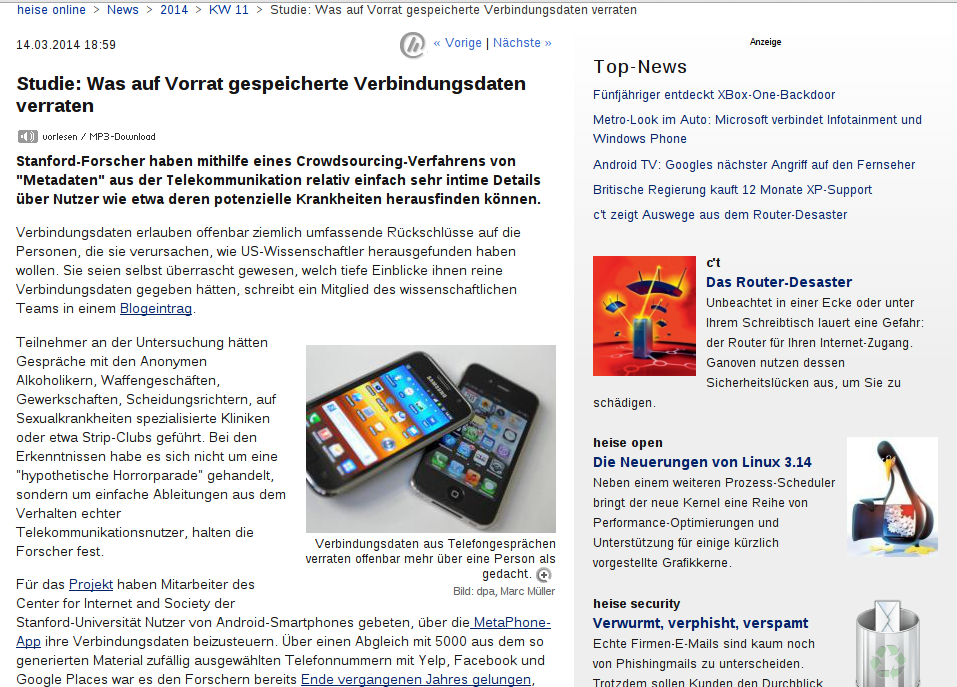 heise online > News > 2014 > KW 11 > Studie: Was auf Vorrat gespeicherte Verbindungsdaten verraten
14.03.2014 18:59
« Vorige | Nächste »
Studie: Was auf Vorrat gespeicherte Verbindungsdaten
verraten
vorlesen / MP3-Download
Stanford-Forscher haben mithilfe eines Crowdsourcing-Verfahrens von
"Metadaten" aus der Telekommunikation relativ einfach sehr intime Details
über Nutzer wie etwa deren potenzielle Krankheiten herausfinden können.
Verbindungsdaten erlauben offenbar ziemlich umfassende Rückschlüsse auf die
Personen, die sie verursachen, wie US-Wissenschaftler herausgefunden haben
wollen. Sie seien selbst überrascht gewesen, welch tiefe Einblicke ihnen reine
Verbindungsdaten gegeben hätten, schreibt ein Mitglied des wissenschaftlichen
Teams in einem Blogeintrag.
Teilnehmer an der Untersuchung hätten
Gespräche mit den Anonymen
Alkoholikern, Waffengeschäften,
Gewerkschaften, Scheidungsrichtern, auf
Sexualkrankheiten spezialisierte Kliniken
oder etwa Strip-Clubs geführt. Bei den
Erkenntnissen habe es sich nicht um eine
"hypothetische Horrorparade" gehandelt,
sondern um einfache Ableitungen aus dem
Verhalten echter
Telekommunikationsnutzer, halten die
Forscher fest.
SAMSUNG
Verbindungsdaten aus Telefongesprächen
verraten offenbar mehr über eine Person als
gedacht.
Bild: dpa, Marc Müller
Für das Projekt haben Mitarbeiter des
Center for Internet and Society der
Stanford-Universität Nutzer von Android-Smartphones gebeten, über die MetaPhone-
App ihre Verbindungsdaten beizusteuern. Über einen Abgleich mit 5000 aus dem so
generierten Material zufällig ausgewählten Telefonnummern mit Yelp, Facebook und
Google Places war es den Forschern bereits Ende vergangenen Jahres gelungen,
Anzeige
Top-News
Fünfjähriger entdeckt XBox-One-Backdoor
Metro-Look im Auto: Microsoft verbindet Infotainment und
Windows Phone
Android TV: Googles nächster Angriff auf den Fernseher
Britische Regierung kauft 12 Monate XP-Support
c't zeigt Auswege aus dem Router-Desaster
c't
Das Router-Desaster
Unbeachtet in einer Ecke oder unter
Ihrem Schreibtisch lauert eine Gefahr:
der Router für Ihren Internet-Zugang.
Ganoven nutzen dessen
Sicherheitslücken aus, um Sie zu
schädigen.
heise open
Die Neuerungen von Linux 3.14
Neben einem weiteren Prozess-Scheduler
bringt der neue Kernel eine Reihe von
Performance-Optimierungen und
Unterstützung für einige kürzlich
vorgestellte Grafikkerne.
heise security
Verwurmt, verphisht, verspamt
Echte Firmen-E-Mails sind kaum noch
von Phishingmails zu unterscheiden.
Trotzdem sollen Kunden den Durchblick